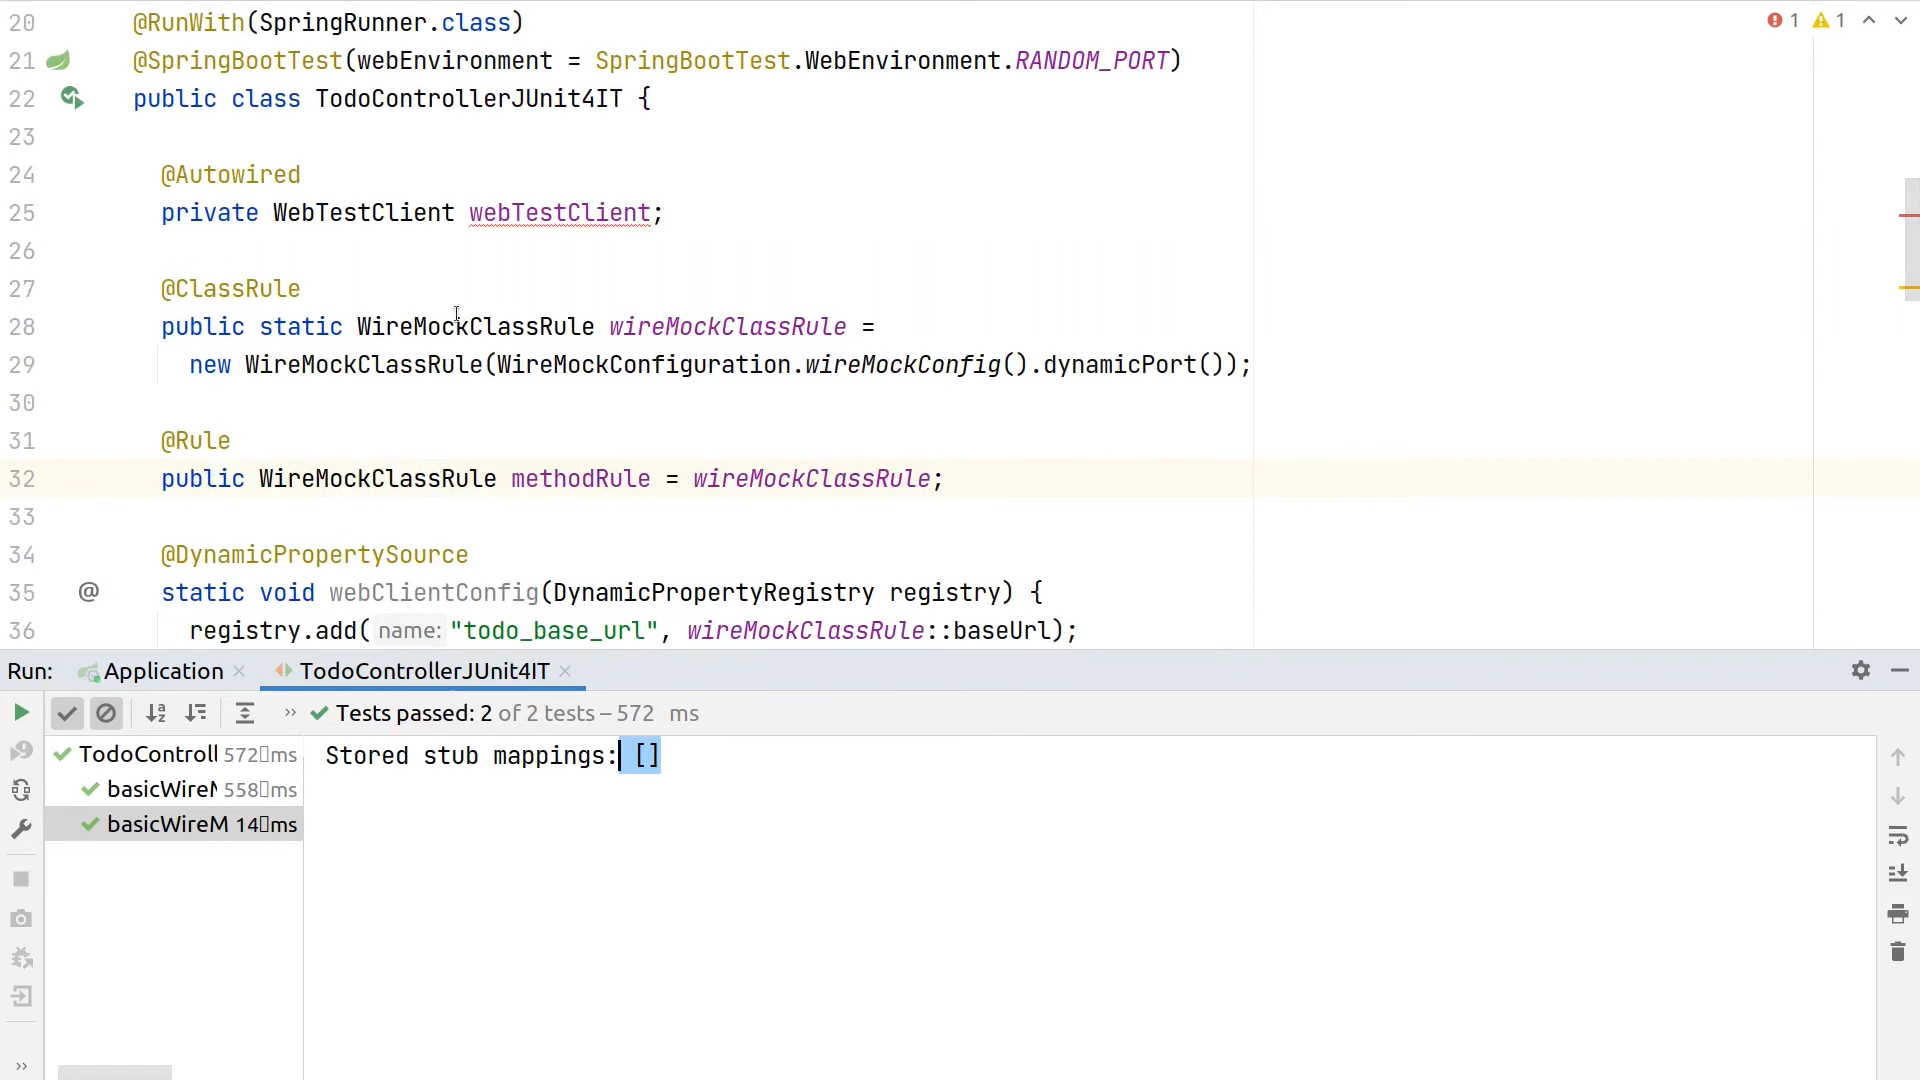 20 @RunWith(SpringRunner.class)
21 @SpringBootTest(webEnvironment = SpringBootTest.WebEnvironment.RANDOM_PORT)
22 public class TodoControllerJUnit4IT {
23
24 @Autowired
25 private WebTestClient webTestClient;
26
27 @ClassRule
28 public static WireMockClassRule wireMockClassRule =
29 new WireMockClassRule(WireMockConfiguration.wireMockConfig().dynamicPort());
30
31 @Rule
32 public WireMockClassRule methodRule = wireMockClassRule;
33
34 @DynamicPropertySource
35 @ static void webClientConfig(DynamicPropertyRegistry registry) {
36 registry.add( name: "todo_base_url", wireMockClassRule::baseUrl);
1 1
Run: Application TodoControllerJUnit4IT
Tests passed: 2 of 2 tests – 572 ms
TodoControll 572 ms
basicWireM 558 ms
basicWireM 14 ms
Stored stub mappings: []